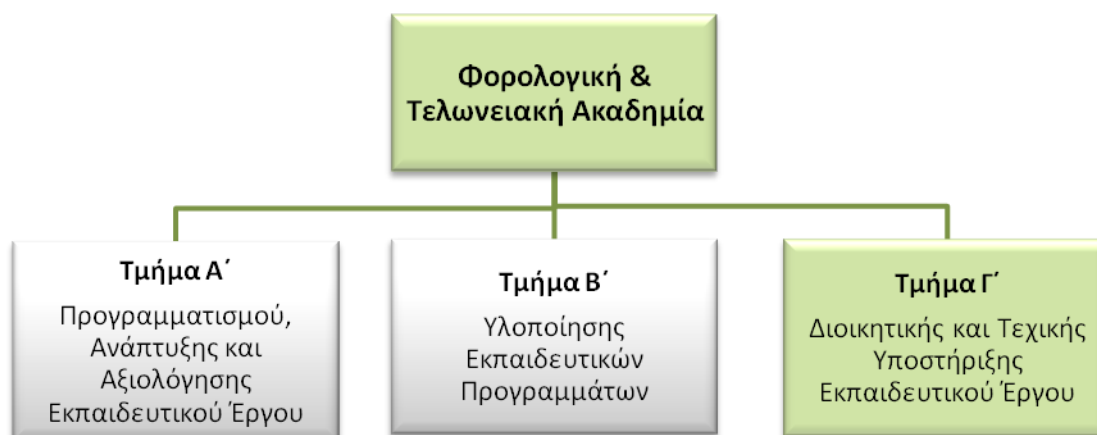 Φορολογική &
Τελωνειακή Ακαδημία
Τμήμα Α΄
Προγραμματισμού,
Ανάπτυξης και
Αξιολόγησης
Εκπαιδευτικού Έργου
Τμήμα Β΄
Υλοποίησης
Εκπαιδευτικών
Προγραμμάτων
Τμήμα Γ΄
Διοικητικής και Τεχικής
Υποστήριξης
Εκπαιδευτικού Έργου